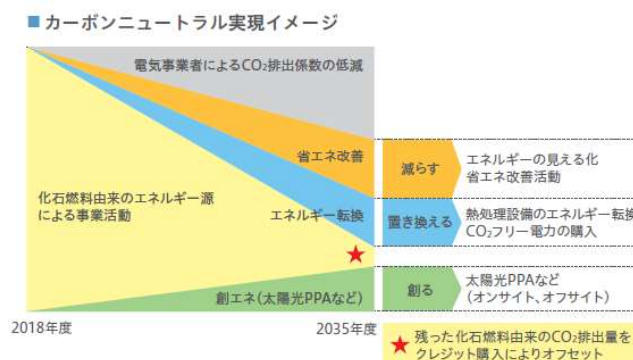 ■ カーボンニュートラル実現イメージ
電気事業者によるCO₂排出係数の低減
省エネ改善
化石燃料由来のエネルギー源
による事業活動
エネルギー転換
創エネ(太陽光PPAなど)
減らす
エネルギーの見える化
省エネ改善活動
置き換える
熱処理設備のエネルギー転換
CO₂フリー電力の購入
創る
太陽光PPAなど
(オンサイト、オフサイト)
2018年度
2035年度
★ 残った化石燃料由来のCO₂排出量を
クレジット購入によりオフセット